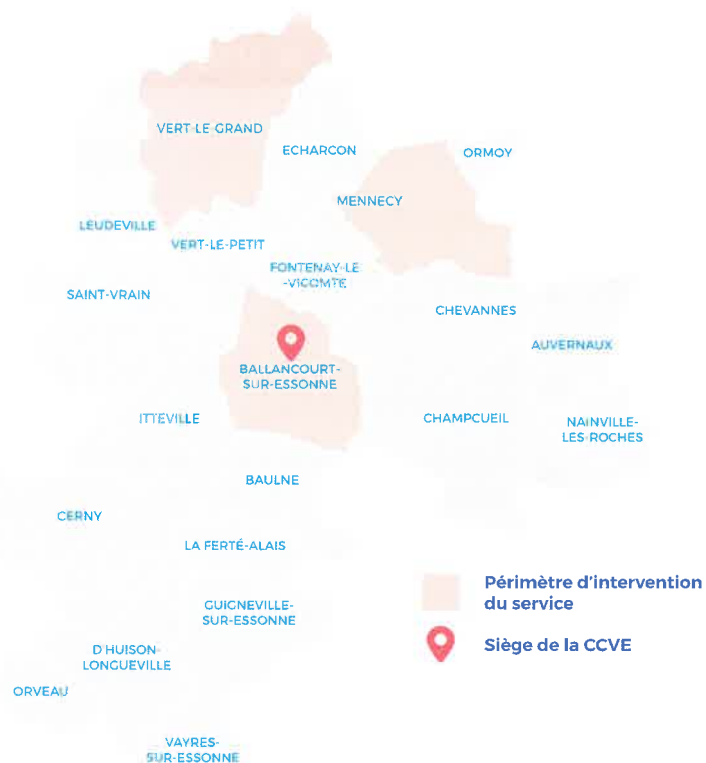 VERT-LE-GRAND
ECHARCON
ORMOY
MENNECY
LEUDEVILLE
VERT-LE-PETIT
FONTENAY-LE
-VICOMTE
SAINT-VRAIN
CHEVANNES
AUVERNAUX
BALLANCOURT-
SUR-ESSONNE
ITTEVILLE
CHAMPCUEIL
NAINVILLE-
LES-ROCHES
BAULNE
CERNY
LA FERTÉ-ALAIS
Périmètre d'intervention
du service
GUIGNEVILLE-
SUR-ESSONNE
Siège de la CCVE
D HUISON-
LONGUEVILLE
ORVEAU
VAYRES-
SUR-ESSONNE